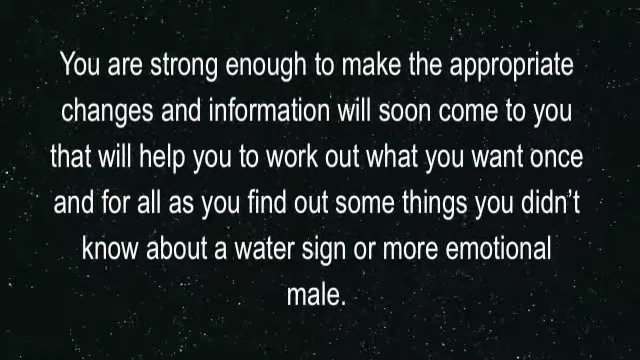 You are strong enough to make the appropriate
changes and information will soon come to you
that will help you to work out what you want once
and for all as you find out some things you didn’t
know about a water sign or more emotional
male.